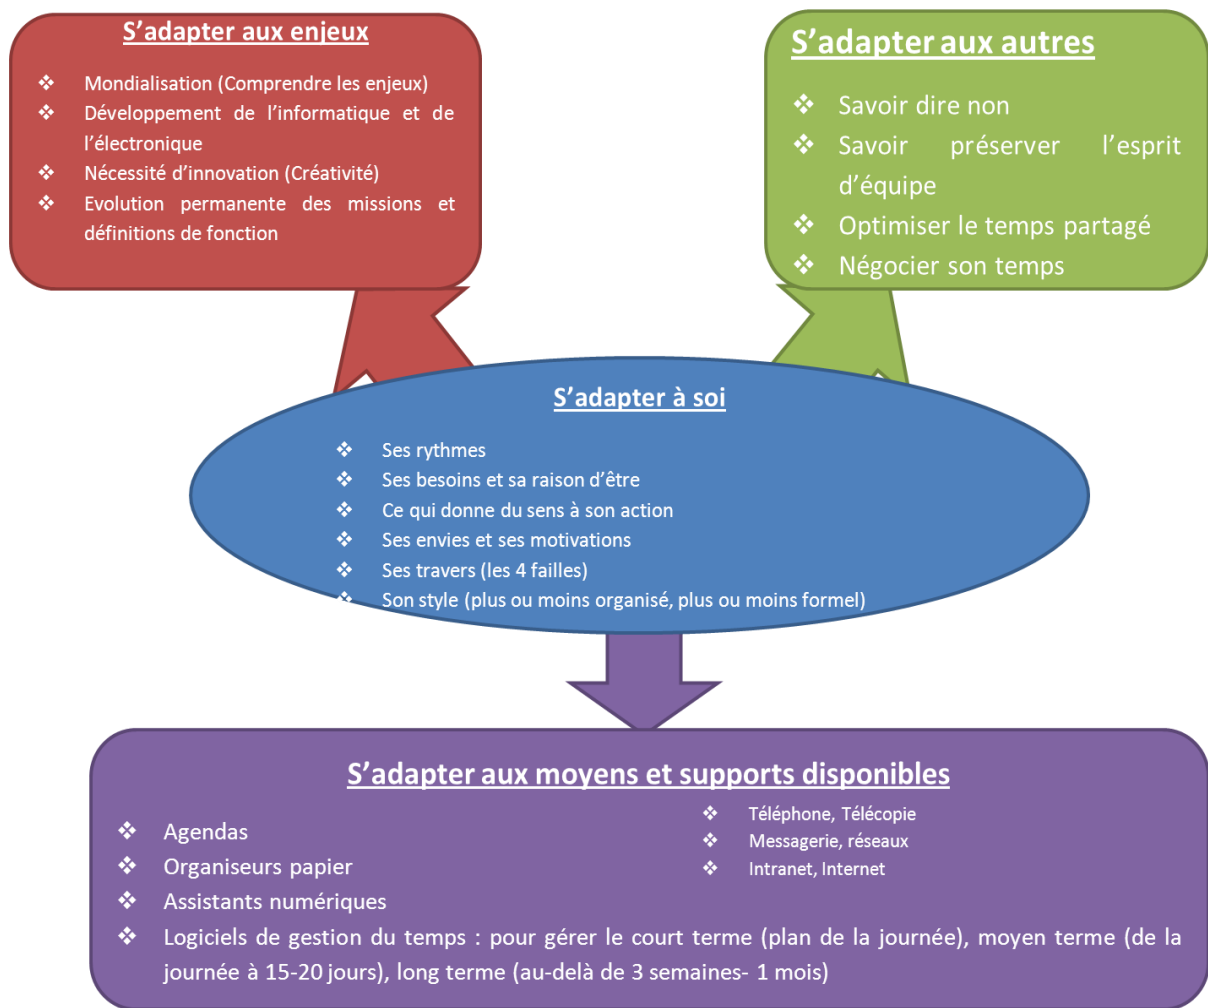 S'adapter aux enjeux
❖ Mondialisation (Comprendre les enjeux)
❖ Développement de l'informatique et de
l'électronique
❖ Nécessité d'innovation (Créativité)
❖ Evolution permanente des missions et
définitions de fonction
S'adapter aux autres
❖ Savoir dire non
❖ Savoir préserver l'esprit
d'équipe
❖ Optimiser le temps partagé
❖ Négocier son temps
S'adapter à soi
❖ Ses rythmes
❖ Ses besoins et sa raison d'être
❖ Ce qui donne du sens à son action
❖ Ses envies et ses motivations
❖ Ses travers (les 4 failles)
❖ Son style (plus ou moins organisé, plus ou moins formel)
S'adapter aux moyens et supports disponibles
❖ Agendas
❖ Organiseurs papier
❖ Assistants numériques
❖ Téléphone, Télécopie
❖ Messagerie, réseaux
❖ Intranet, Internet
❖ Logiciels de gestion du temps : pour gérer le court terme (plan de la journée), moyen terme (de la
journée à 15-20 jours), long terme (au-delà de 3 semaines- 1 mois)